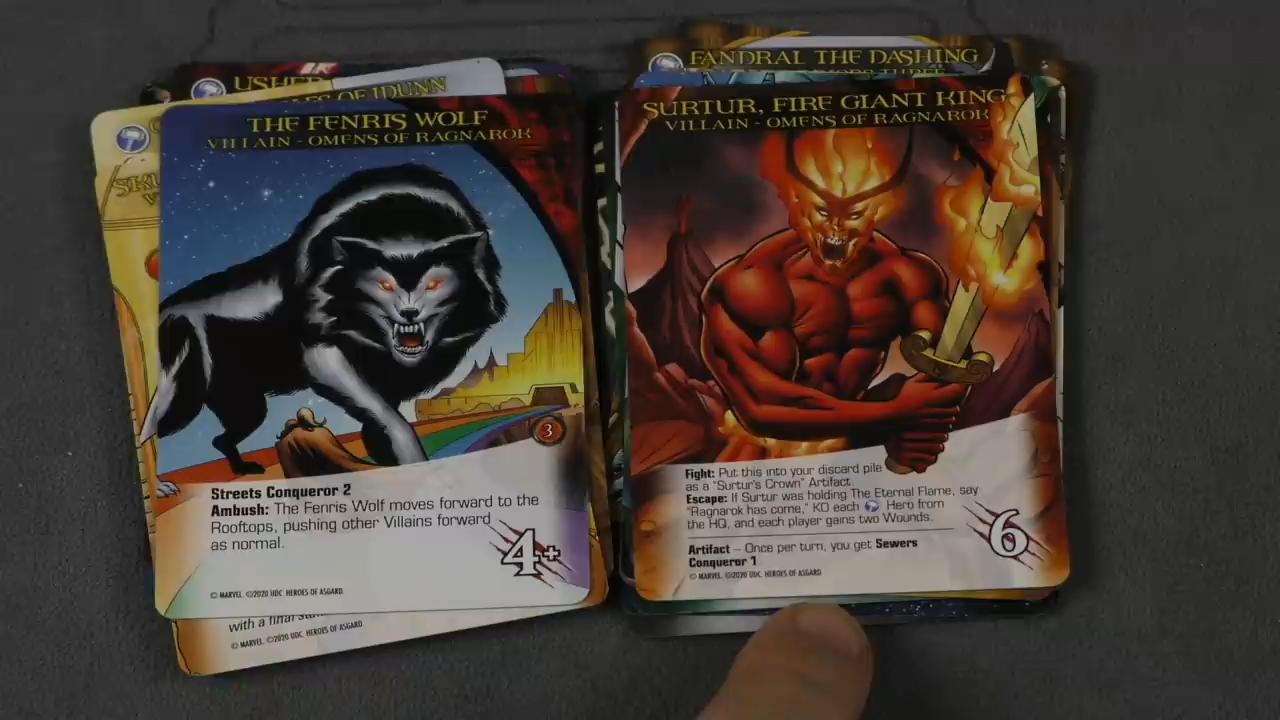 USHER
OF IDUNN
THE FENRIS WOLF
VILLAIN - OMENS OF RAGNAROK
3
Streets Conqueror 2
Ambush: The Fenris Wolf moves forward to the
Rooftops, pushing other Villains forward
as normal.
4+
© MARVEL. ©2020 UDC. HEROES OF ASGARD.
with a final
© MARVEL. ©2020 UDC. HEROES OF ASGARD.
FANDRAL THE DASHING
SURTUR, FIRE GIANT KING
VILLAIN - OMENS OF RAGNAROK
Fight: Put this into your discard pile
as a "Surtur's Crown" Artifact.
Escape: If Surtur was holding The Eternal Flame, say
"Ragnarok has come," KO each Hero from
the HQ, and each player gains two Wounds.
Artifact – Once per turn, you get Sewers
Conqueror 1
6
© MARVEL. ©2020 UDC. HEROES OF ASGARD.